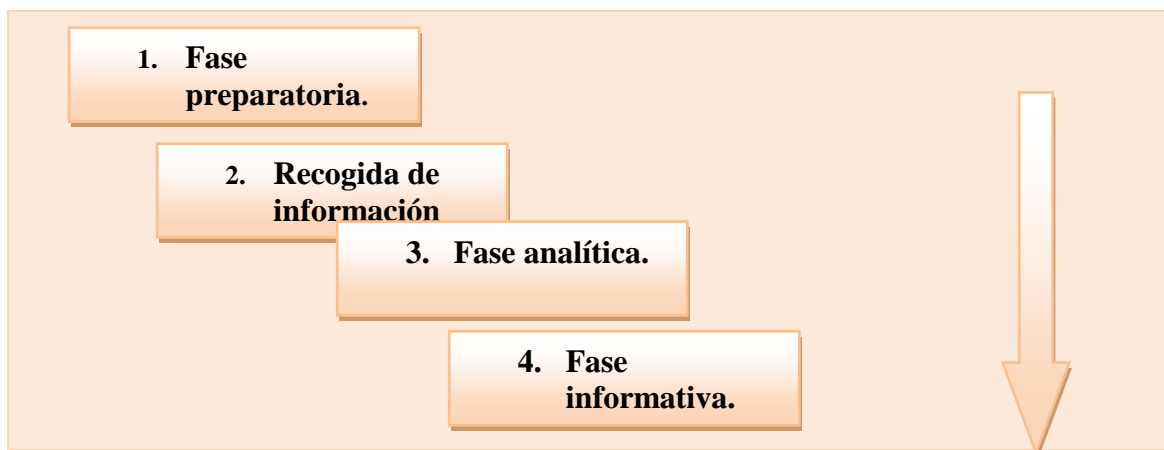 1. Fase
preparatoria.
2. Recogida de
información
3. Fase analítica.
4. Fase
informativa.